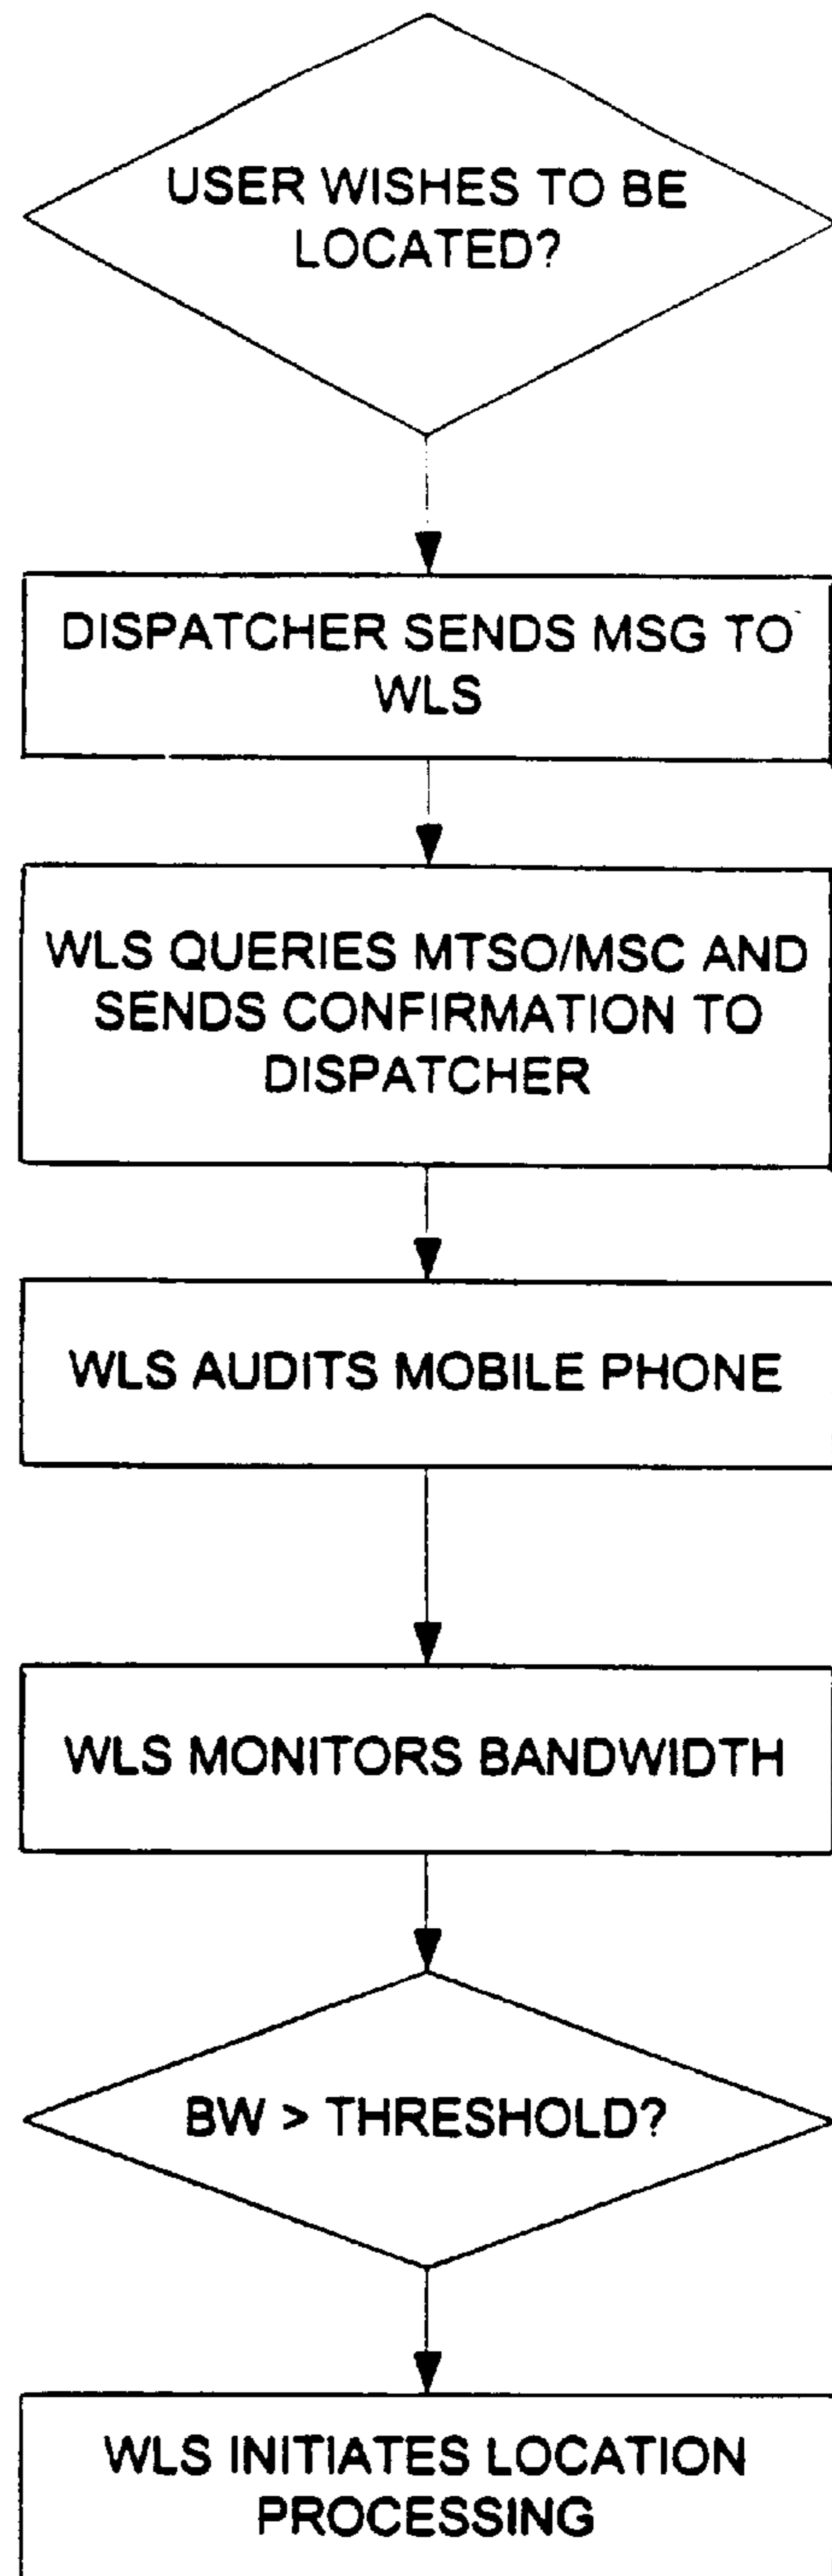 USER WISHES TO BE
LOCATED?
DISPATCHER SENDS MSG TO
WLS
WLS QUERIES MTSO/MSC AND
SENDS CONFIRMATION TO
DISPATCHER
WLS AUDITS MOBILE PHONE
WLS MONITORS BANDWIDTH
BW > THRESHOLD?
WLS INITIATES LOCATION
PROCESSING